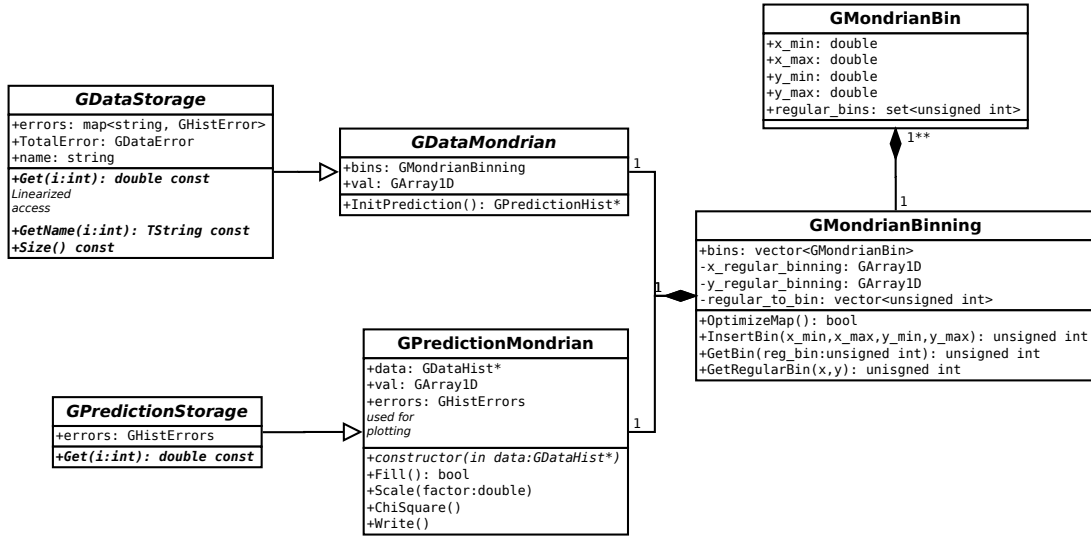 GMondrianBin
+x_min: double
+x_max: double
+y_min: double
+y_max: double
+regular_bins: set<unsigned int>
1**
1
GDataStorage
+errors: map<string, GHistError>
+TotalError: GDataError
+name: string
+Get(i:int): double const
Linearized
access
+GetName(i:int): TString const
+Size() const
GDataMondrian
+bins: GMondrianBinning
+val: GArray1D
+InitPrediction(): GPredictionHist*
1
GMondrianBinning
+bins: vector<GMondrianBin>
-x_regular_binning: GArray1D
-y_regular_binning: GArray1D
-regular_to_bin: vector<unsigned int>
+OptimizeMap(): bool
+InsertBin(x_min,x_max,y_min,y_max): unsigned int
+GetBin(reg_bin:unsigned int): unsigned int
+GetRegularBin(x,y): unisgned int
1
GPredictionMondrian
+data: GDataHist*
+val: GArray1D
+errors: GHistErrors
used for
plotting
+constructor(in data:GDataHist*)
+Fill(): bool
+Scale(factor:double)
+ChiSquare()
+Write()
1
GPredictionStorage
+errors: GHistErrors
+Get(i:int): double const